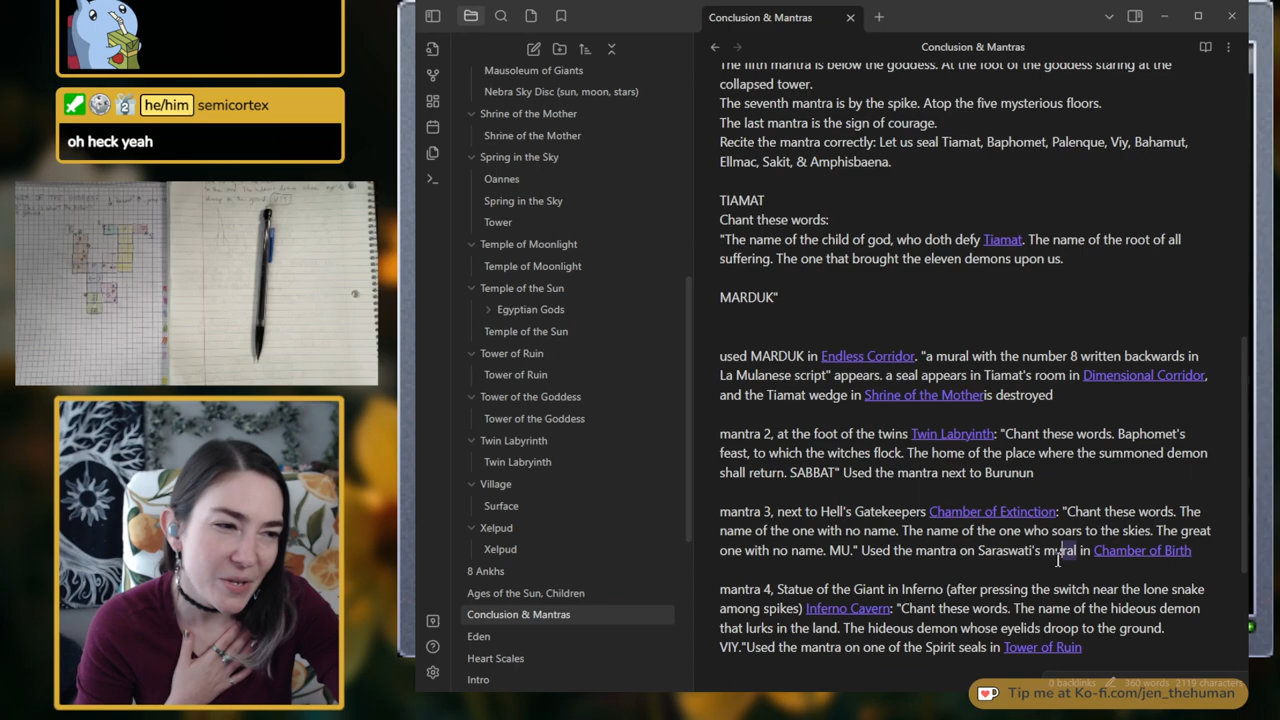 he/him semicortex
oh heck yeah
Mausoleum of Giants
Nebra Sky Disc (sun, moon, stars)
Shrine of the Mother
Shrine of the Mother
Spring in the Sky
Oannes
Spring in the Sky
Tower
Temple of Moonlight
Temple of Moonlight
Temple of the Sun
Egyptian Gods
Temple of the Sun
Tower of Ruin
Tower of Ruin
Tower of the Goddess
Tower of the Goddess
Twin Labyrinth
Twin Labyrinth
Village
Surface
Xelpud
Xelpud
8 Ankhs
Ages of the Sun, Children
Conclusion & Mantras
Eden
Heart Scales
Intro
Conclusion & Mantras
Conclusion & Mantras
The fifth mantra is below the goddess. At the foot of the goddess staring at the
collapsed tower.
The seventh mantra is by the spike. Atop the five mysterious floors.
The last mantra is the sign of courage.
Recite the mantra correctly: Let us seal Tiamat, Baphomet, Palenque, Viy, Bahamut,
Ellmac, Sakit, & Amphisbaena.
TIAMAT
Chant these words:
"The name of the child of god, who doth defy Tiamat. The name of the root of all
suffering. The one that brought the eleven demons upon us.
MARDUK"
used MARDUK in Endless Corridor. "a mural with the number 8 written backwards in
La Mulanese script" appears. a seal appears in Tiamat's room in Dimensional Corridor,
and the Tiamat wedge in Shrine of the Motheris destroyed
mantra 2, at the foot of the twins Twin Labryinth: "Chant these words. Baphomet's
feast, to which the witches flock. The home of the place where the summoned demon
shall return. SABBAT" Used the mantra next to Burunun
mantra 3, next to Hell's Gatekeepers Chamber of Extinction: "Chant these words. The
name of the one with no name. The name of the one who soars to the skies. The great
one with no name. MU." Used the mantra on Saraswati's mural in Chamber of Birth
mantra 4, Statue of the Giant in Inferno (after pressing the switch near the lone snake
among spikes) Inferno Cavern: "Chant these words. The name of the hideous demon
that lurks in the land. The hideous demon whose eyelids droop to the ground.
VIY."Used the mantra on one of the Spirit seals in Tower of Ruin
0 backlinks 360 words 2119 characters
Tip me at Ko-fi.com/jen_thehuman